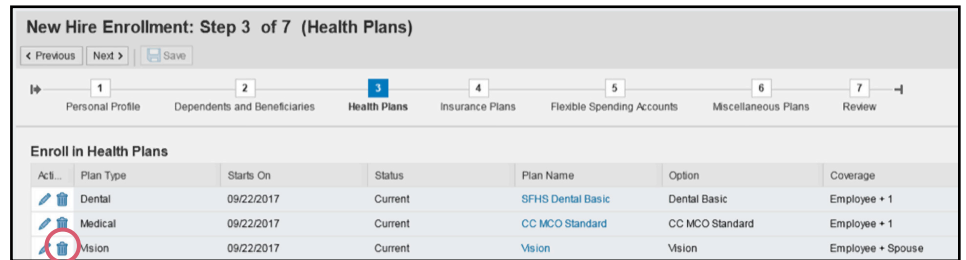 New Hire Enrollment: Step 3 of 7 (Health Plans)
< Previous Next > Save
1 2 3 4 5 6 7
Personal Profile Dependents and Beneficiaries Health Plans Insurance Plans Flexible Spending Accounts Miscellaneous Plans Review
Enroll in Health Plans
Acti... Plan Type Starts On Status Plan Name Option Coverage
Dental 09/22/2017 Current SFHS Dental Basic Dental Basic Employee + 1
Medical 09/22/2017 Current CC MCO Standard CC MCO Standard Employee + 1
Vision 09/22/2017 Current Vision Vision Employee + Spouse